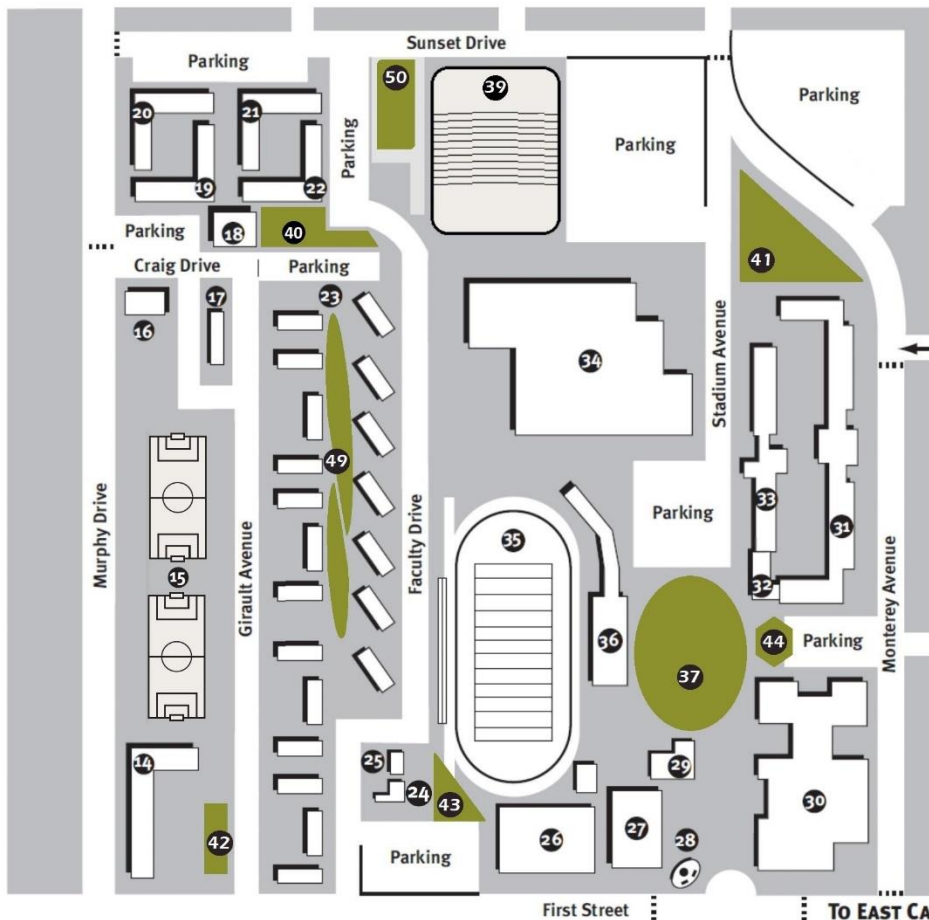 Sunset Drive
Parking
50
39
Parking
20
21
Parking
Parking
19
22
Parking
18
40
41
Craig Drive
Parking
17
23
16
34
Stadium Avenue
49
33
Parking
31
35
Murphy Drive
15
Girault Avenue
Faculty Drive
32
36
44
Parking
Monterey Avenue
37
14
25
29
24
43
30
42
26
27
28
Parking
First Street
TO EAST CA